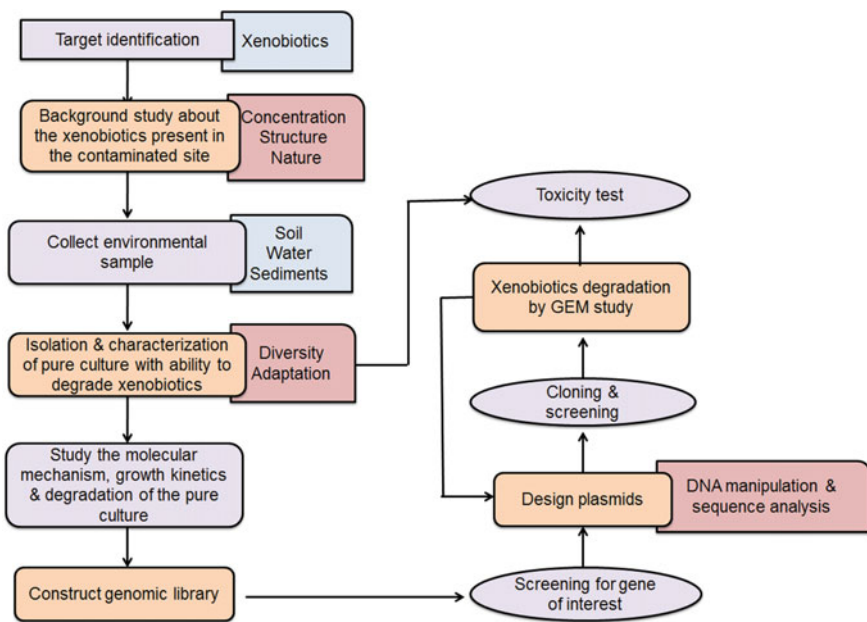 Target identification
Xenobiotics
Background study about
the xenobiotics present in
the contaminated site
Concentration
Structure
Nature
Collect environmental
sample
Soil
Water
Sediments
Isolation & characterization
of pure culture with ability to
degrade xenobiotics
Diversity
Adaptation
Study the molecular
mechanism, growth kinetics
& degradation of the pure
culture
Construct genomic library
Toxicity test
Xenobiotics degradation
by GEM study
Cloning &
screening
Design plasmids
DNA manipulation &
sequence analysis
Screening for gene
of interest